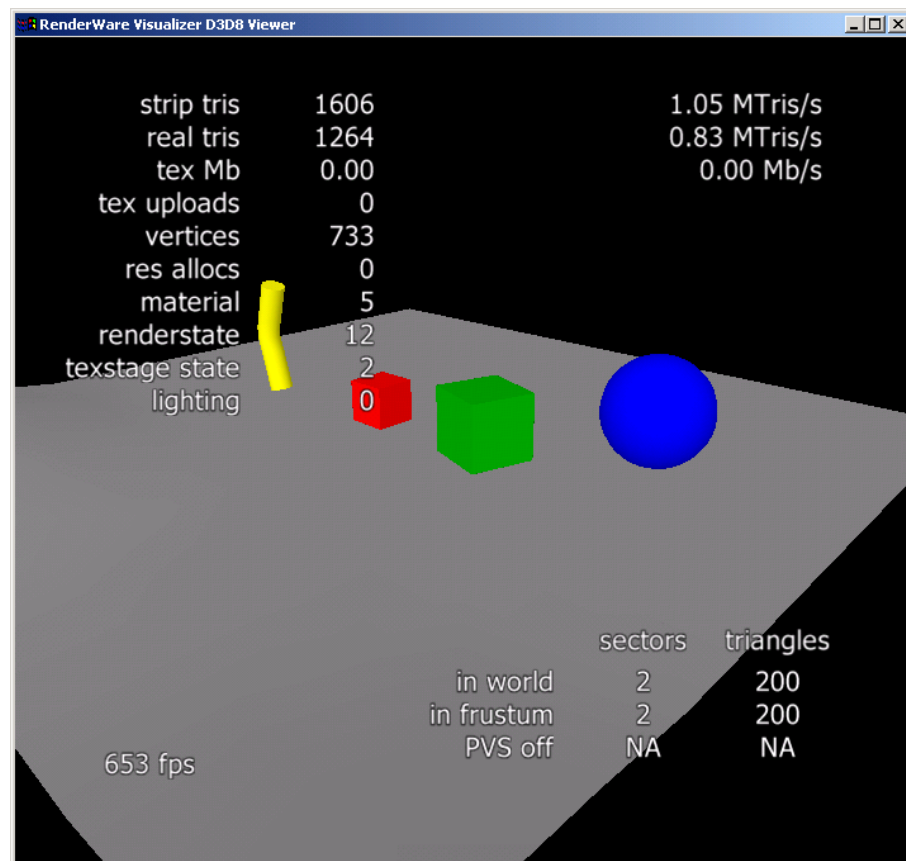 RenderWare Visualizer D3D8 Viewer
strip tris 1606 1.05 MTris/s
real tris 1264 0.83 MTris/s
tex Mb 0.00 0.00 Mb/s
tex uploads 0
vertices 733
res allocs 0
material 5
renderstate 12
texstage state 2
lighting 0
sectors triangles
in world 2 200
in frustum 2 200
PVS off NA NA
653 fps